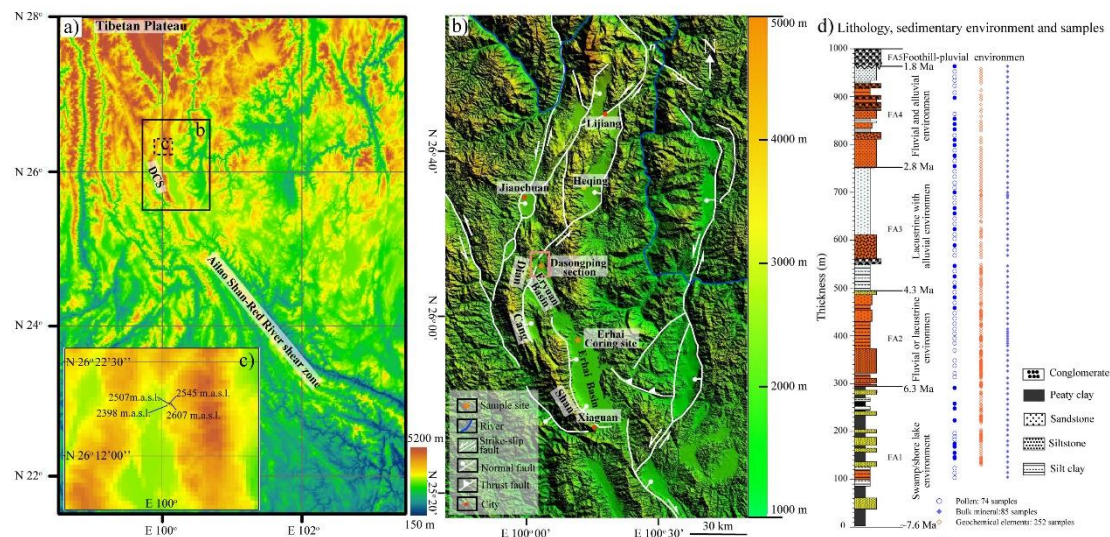 a)
Tibetan Plateau
N 28°
N 26°
N 24°
N 22°
b
c
DCS
Ailao Shan-Red River shear zone
c)
N 26°22'30''
N 26°12'00''
2507m.a.s.l.
2545 m.a.s.l.
2398 m.a.s.l.
2607 m.a.s.l.
E 100°
E 100°
E 102°
5200 m
150 m
b)
N
Lijiang
N 26°40'
Heqing
Jianchuan
Dasongping
section
Eryuan
Basin
Dian
Cang
Shan
N 26°00'
Erhai
Coring site
Erhai Basin
Xiaguan
Sample site
River
Strike-slip
fault
Normal fault
Thrust fault
City
N 25°20'
E 100°00'
E 100°30'
30 km
5000 m
4000 m
3000 m
2000 m
1000 m
d) Lithology, sedimentary environment and samples
Thickness (m)
1000
900
800
700
600
500
400
300
200
100
0
FA5
Foothill-pluvial environmen
1.8 Ma
FA4
Fluvial and alluvial
environment
2.8 Ma
FA3
Lacustrine with
alluvial environment
4.3 Ma
FA2
Fluvial or lacustrine
environment
6.3 Ma
FA1
Swamp/shore lake
environment
7.6 Ma
Conglomerate
Peaty clay
Sandstone
Siltstone
Silt clay
Pollen: 74 samples
Bulk mineral:85 samples
Geochemical elements: 252 samples